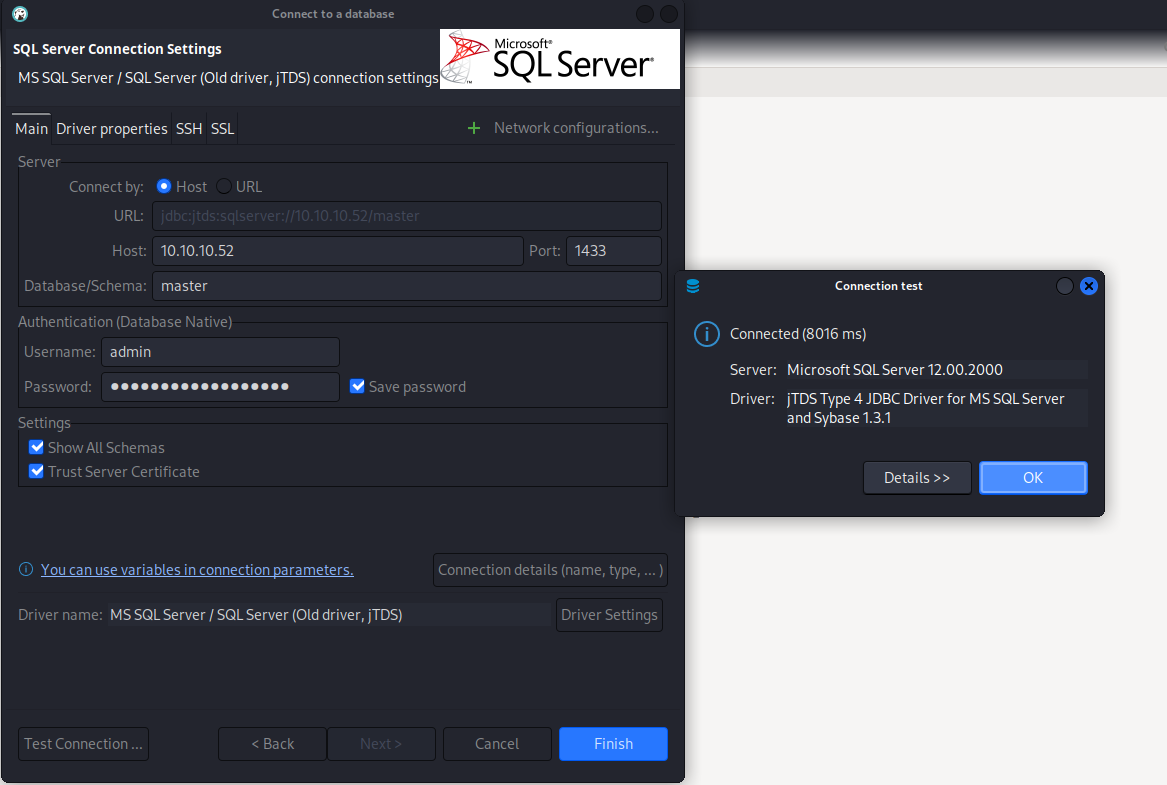 Connect to a database
SQL Server Connection Settings
MS SQL Server / SQL Server (Old driver, jTDS) connection settings
Microsoft®
SQL Server®
Main Driver properties SSH SSL
+ Network configurations...
Server
Connect by: Host URL
URL: jdbc:jtds:sqlserver://10.10.10.52/master
Host: 10.10.10.52 Port: 1433
Database/Schema: master
Authentication (Database Native)
Username: admin
Password: ●●●●●●●●●●●●●●●●●● Save password
Settings
Show All Schemas
Trust Server Certificate
You can use variables in connection parameters.
Connection details (name, type, ... )
Driver name: MS SQL Server / SQL Server (Old driver, jTDS) Driver Settings
Test Connection ... < Back Next > Cancel Finish
Connection test
Connected (8016 ms)
Server: Microsoft SQL Server 12.00.2000
Driver: jTDS Type 4 JDBC Driver for MS SQL Server
and Sybase 1.3.1
Details >> OK